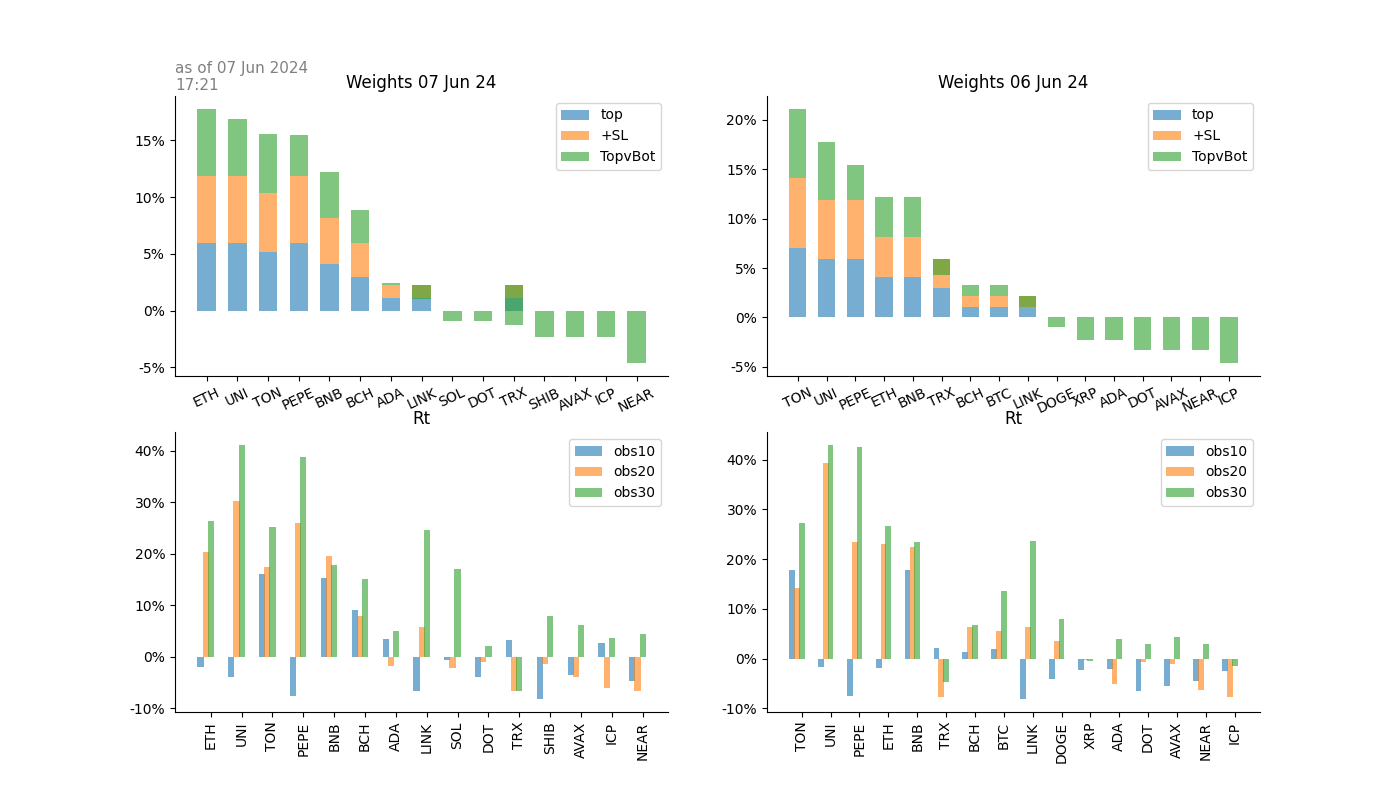 as of 07 Jun 2024
17:21
Weights 07 Jun 24
top
+SL
TopvBot
15%
10%
5%
0%
-5%
ETH UNI TON PEPE BNB BCH ADA LINK SOL DOT TRX SHIB AVAX ICP NEAR
Weights 06 Jun 24
top
+SL
TopvBot
20%
15%
10%
5%
0%
-5%
TON UNI PEPE ETH BNB TRX BCH BTC LINK DOGE XRP ADA DOT AVAX NEAR ICP
Rt
obs10
obs20
obs30
40%
30%
20%
10%
0%
-10%
ETH UNI TON PEPE BNB BCH ADA LINK SOL DOT TRX SHIB AVAX ICP NEAR
Rt
obs10
obs20
obs30
40%
30%
20%
10%
0%
-10%
TON UNI PEPE ETH BNB TRX BCH BTC LINK DOGE XRP ADA DOT AVAX NEAR ICP